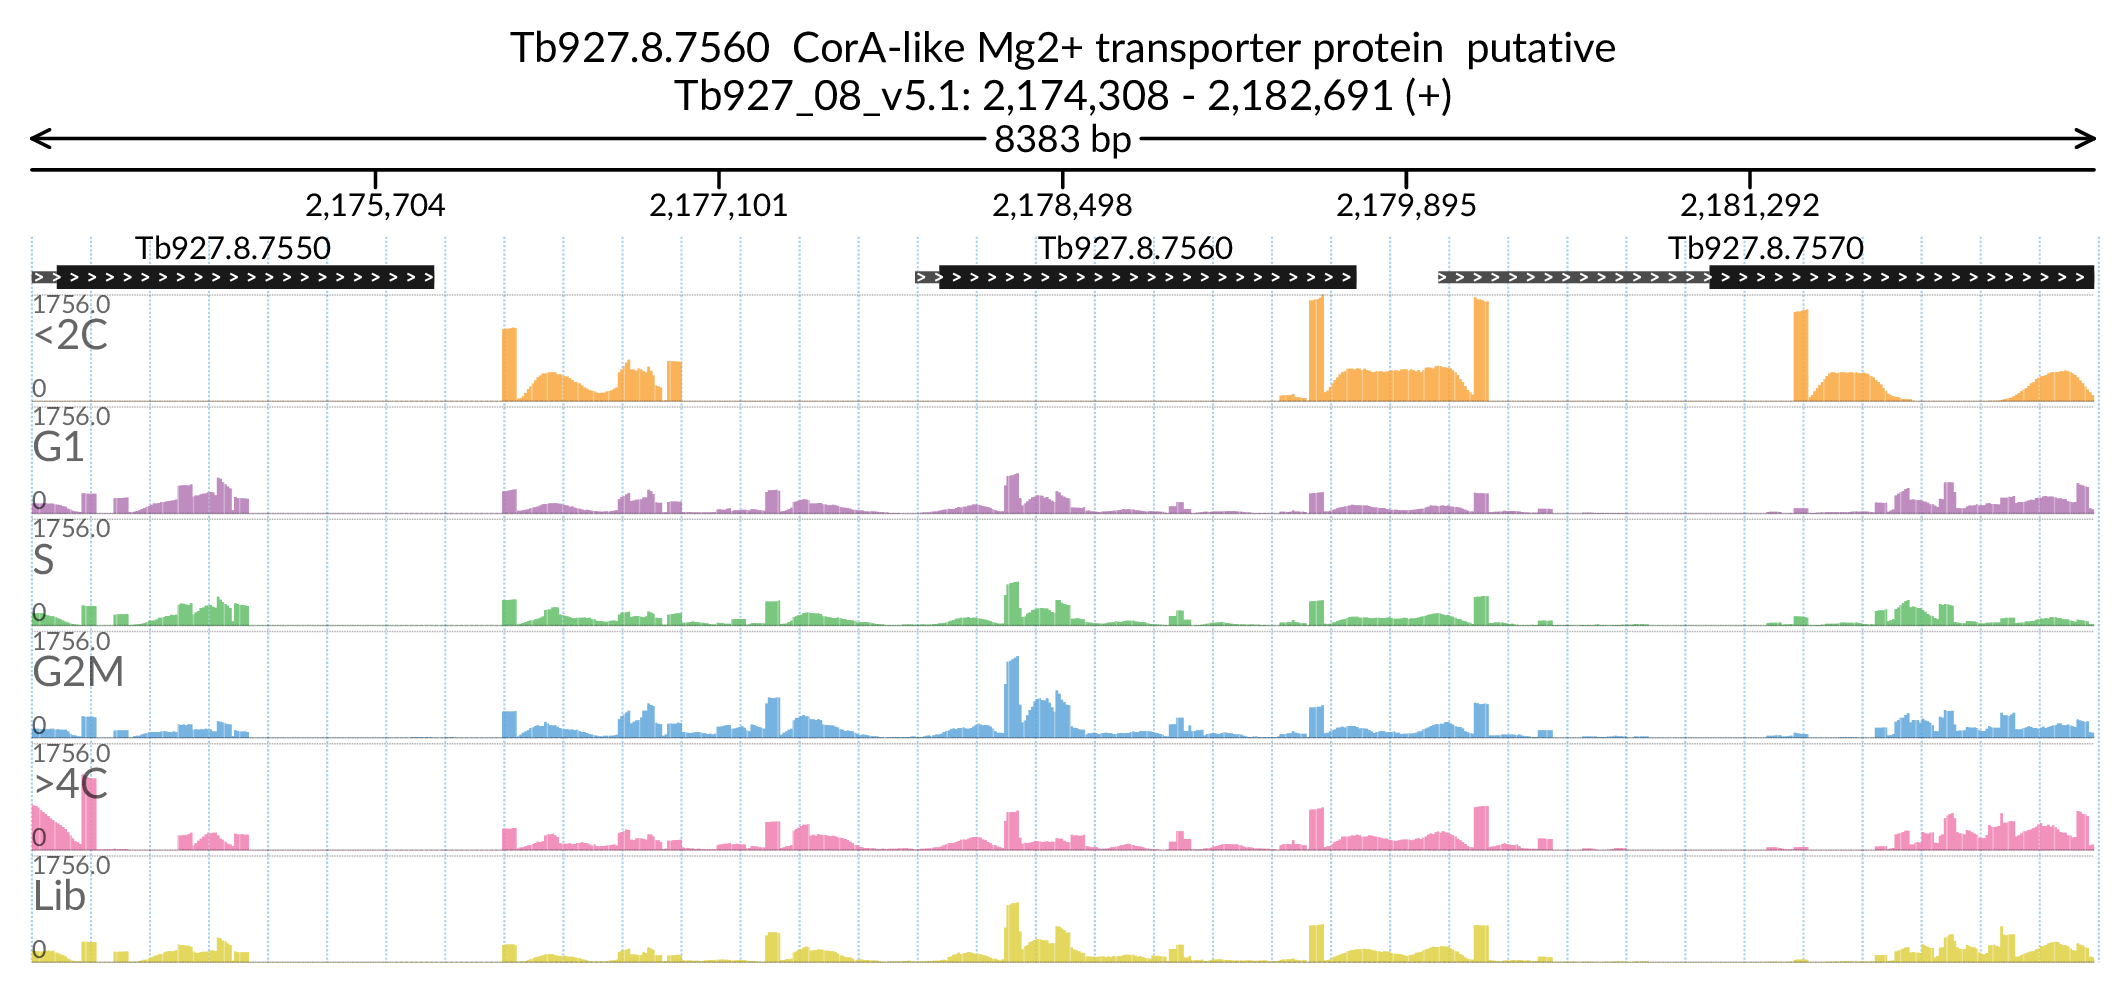 Tb927.8.7560  CorA-like Mg2+ transporter protein  putative
Tb927_08_v5.1: 2,174,308 - 2,182,691 (+)
8383 bp
2,175,704 2,177,101 2,178,498 2,179,895 2,181,292
Tb927.8.7550 Tb927.8.7560 Tb927.8.7570
1756.0
<2C
0
1756.0
G1
0
1756.0
S
0
1756.0
G2M
0
1756.0
>4C
0
1756.0
Lib
0